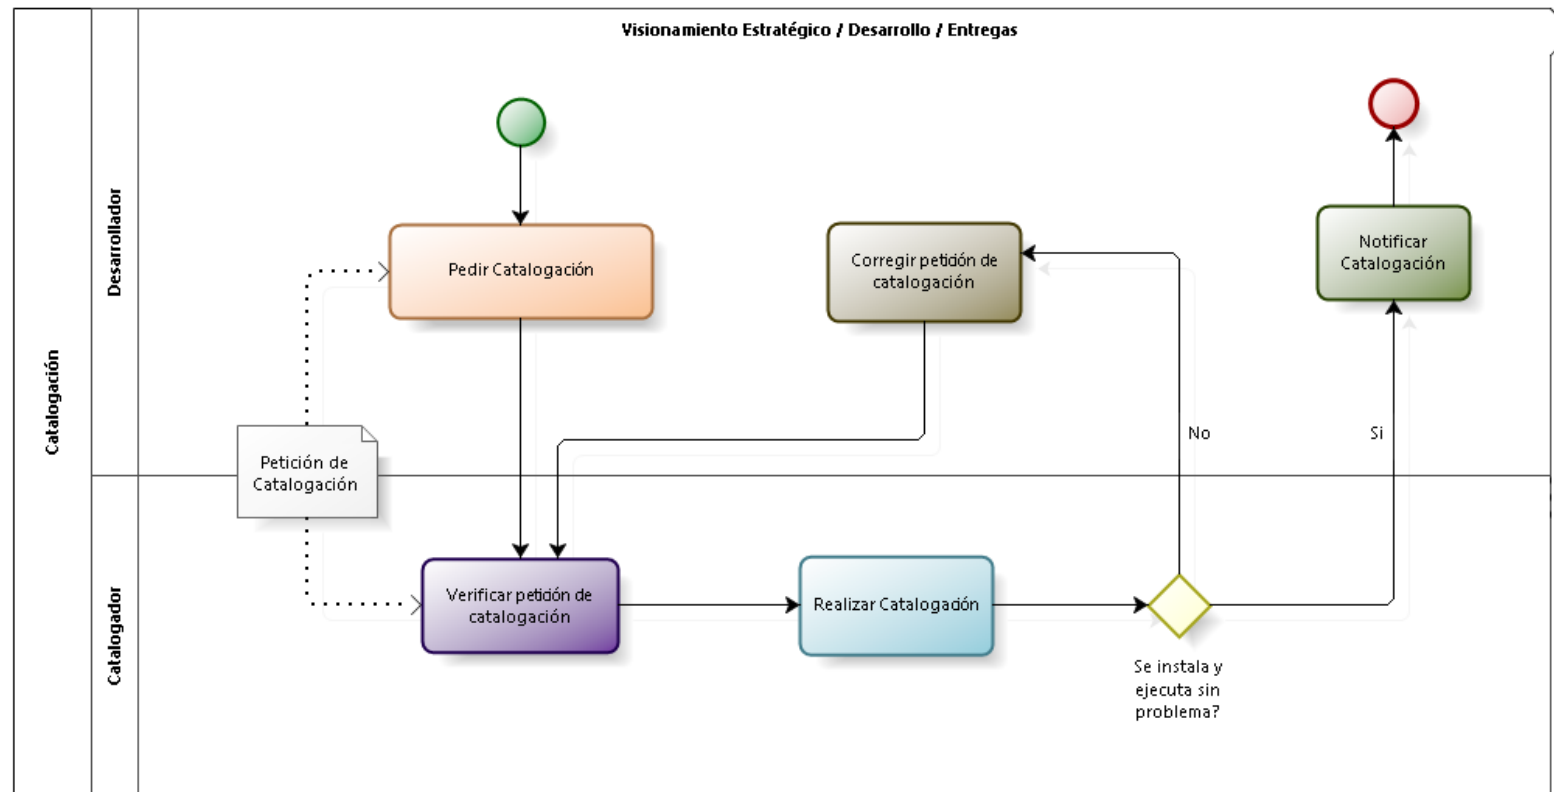 Visionamiento Estratégico / Desarrollo / Entregas
Catalogación
Desarrollador
Pedir Catalogación
Corregir petición de
catalogación
Notificar
Catalogación
No
Si
Petición de
Catalogación
Catalogador
Verificar petición de
catalogación
Realizar Catalogación
Se instala y
ejecuta sin
problema?